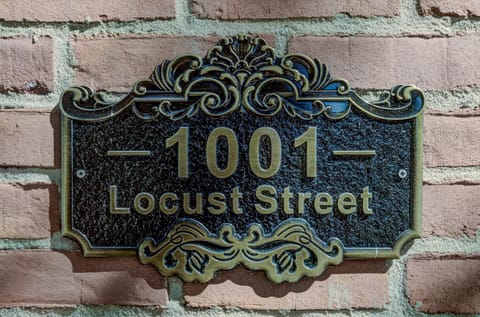 – 1001 –
Locust Street